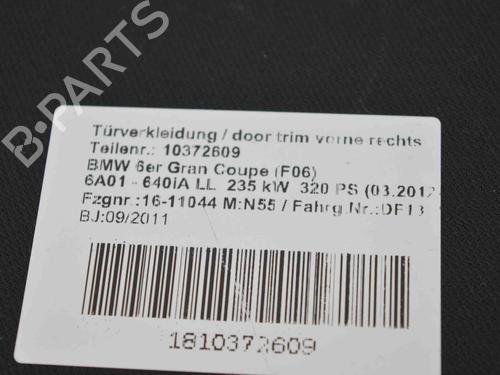 B-PARTS
Türverkleidung / door trim vorne rechts
Teilenr.: 10372609
BMW 6er Gran Coupe (F06)
6A01 - 640iA LL 235 kW 320 PS (03.2012
Fzgnr.:16-11044 M:N55 / Fahrg.Nr.:DF13
BJ:09/2011
1810372609